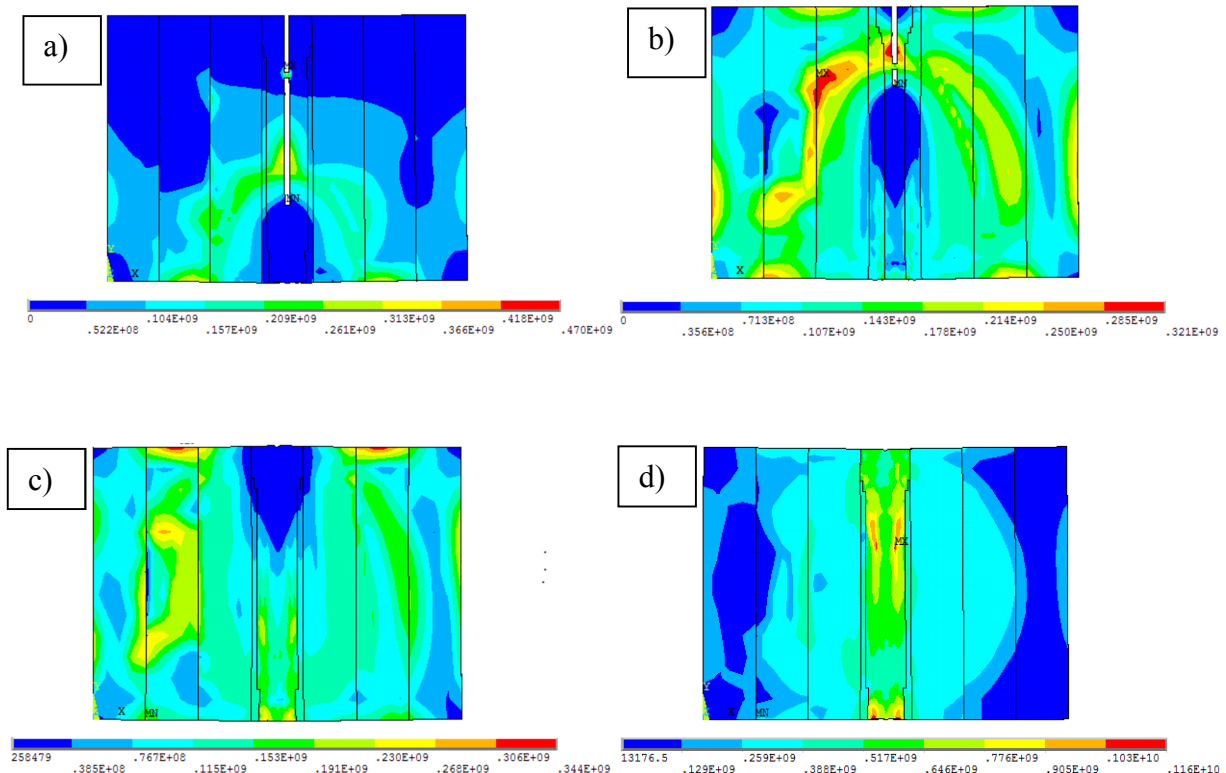 a)
MX
MN
Y
X
0 .104E+09 .209E+09 .313E+09 .418E+09
.522E+08 .157E+09 .261E+09 .366E+09 .470E+09
b)
MX
MN
Y
X
0 .713E+08 .143E+09 .214E+09 .285E+09
.356E+08 .107E+09 .178E+09 .250E+09 .321E+09
c)
Y
X MN
258479 .767E+08 .153E+09 .230E+09 .306E+09
.385E+08 .115E+09 .191E+09 .268E+09 .344E+09
d)
MX
Y
X MN
13176.5 .259E+09 .517E+09 .776E+09 .103E+10
.129E+09 .388E+09 .646E+09 .905E+09 .116E+10